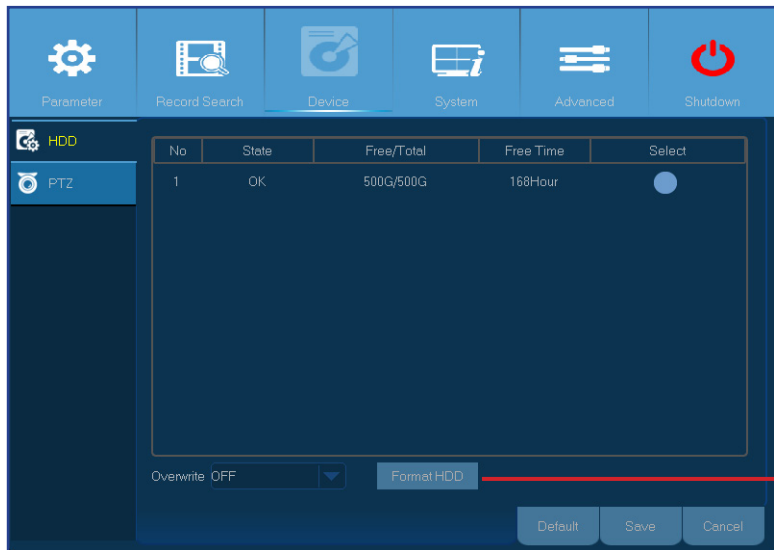 Parameter Record Search Device System Advanced Shutdown
HDD
PTZ
No State Free/Total Free Time Select
1 OK 500G/500G 168Hour
Overwrite OFF Format HDD
Default Save Cancel